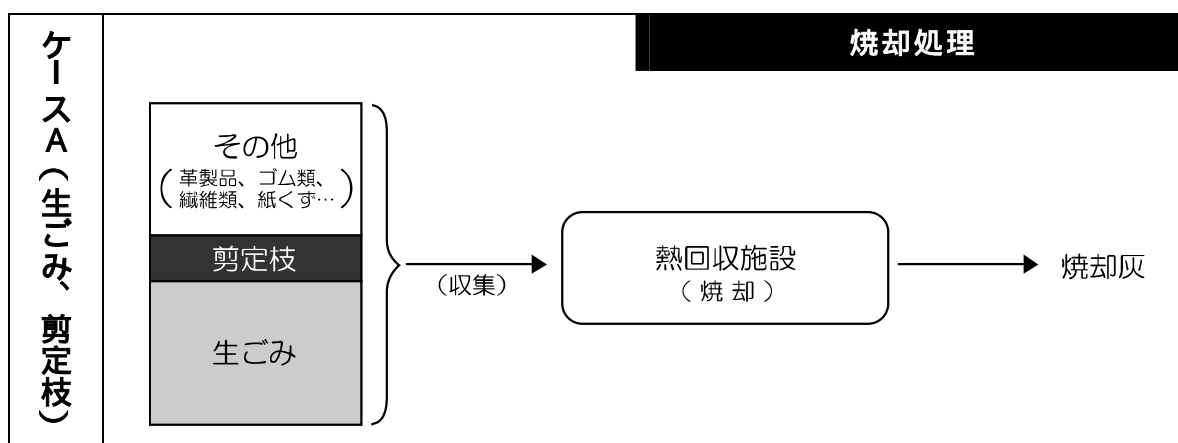 ケースA(生ごみ、剪定枝)
焼却処理
その他
(革製品、ゴム類、
繊維類、紙くず…)
剪定枝
生ごみ
(収集)
熱回収施設
(焼却)
焼却灰